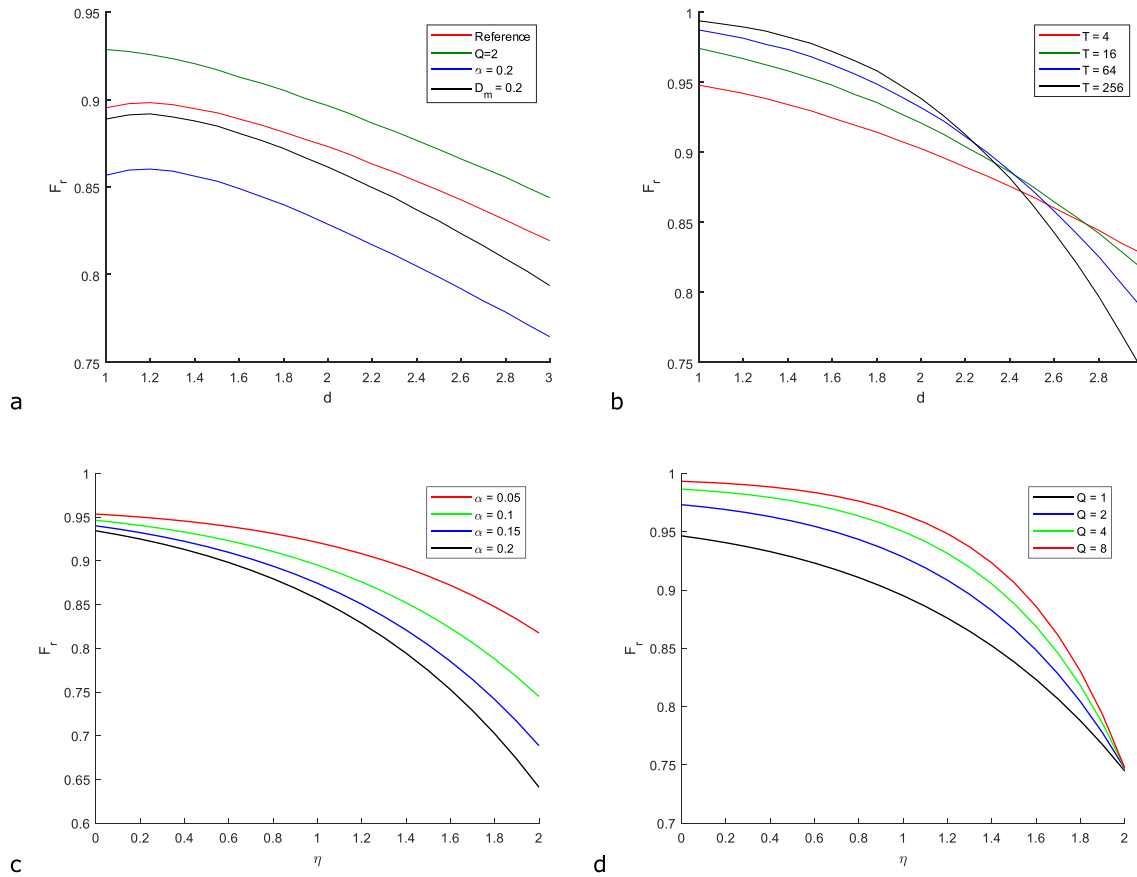 0.95
0.9
0.85
0.8
0.75
F_r
1 1.2 1.4 1.6 1.8 2 2.2 2.4 2.6 2.8 3
d
Reference
Q=2
α = 0.2
D_m = 0.2
a
1
0.95
0.9
0.85
0.8
0.75
F_r
1 1.2 1.4 1.6 1.8 2 2.2 2.4 2.6 2.8
d
T = 4
T = 16
T = 64
T = 256
b
1
0.95
0.9
0.85
0.8
0.75
0.7
0.65
0.6
F_r
0 0.2 0.4 0.6 0.8 1 1.2 1.4 1.6 1.8 2
η
α = 0.05
α = 0.1
α = 0.15
α = 0.2
c
1
0.95
0.9
0.85
0.8
0.75
0.7
F_r
0 0.2 0.4 0.6 0.8 1 1.2 1.4 1.6 1.8 2
η
Q = 1
Q = 2
Q = 4
Q = 8
d